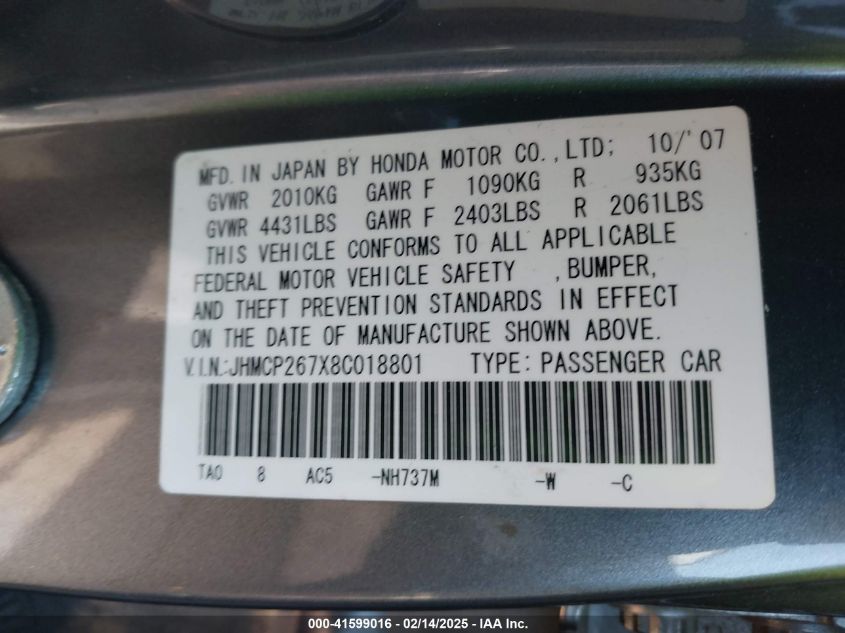 MFD. IN JAPAN BY HONDA MOTOR CO.,LTD; 10/'07
GVWR 2010KG GAWR F 1090KG R 935KG
GVWR 4431LBS GAWR F 2403LBS R 2061LBS
THIS VEHICLE CONFORMS TO ALL APPLICABLE
FEDERAL MOTOR VEHICLE SAFETY ,BUMPER,
AND THEFT PREVENTION STANDARDS IN EFFECT
ON THE DATE OF MANUFACTURE SHOWN ABOVE.
V.I.N.:JHMCP267X8C018801 TYPE: PASSENGER CAR
TA0 8 AC5 -NH737M -W -C
000-41599016 - 02/14/2025 - IAA Inc.